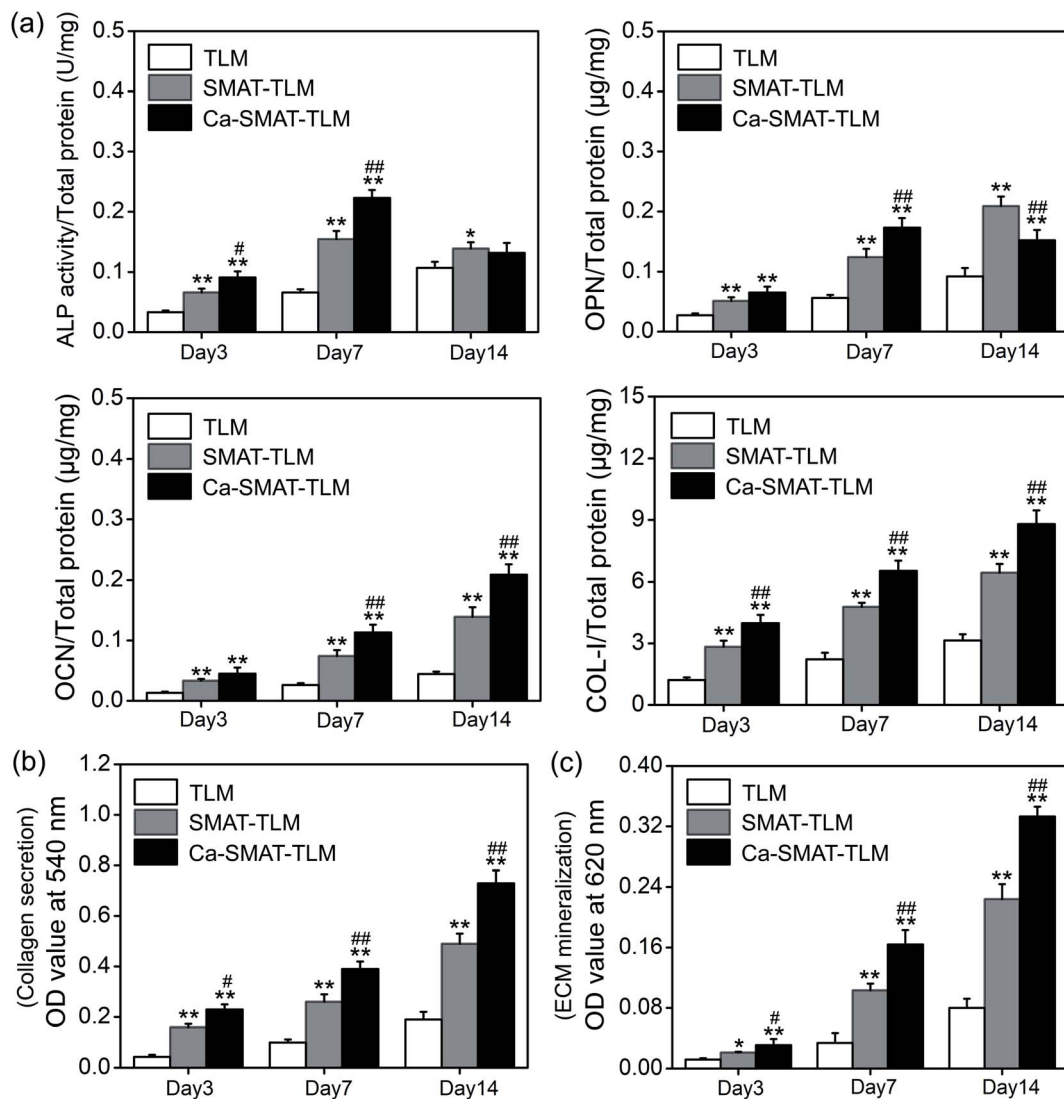 (a)
ALP activity/Total protein (U/mg)
0.5
0.4
0.3
0.2
0.1
0.0
TLM
SMAT-TLM
Ca-SMAT-TLM
** # **
** ## **
*
Day3 Day7 Day14
OPN/Total protein (μg/mg)
0.5
0.4
0.3
0.2
0.1
0.0
TLM
SMAT-TLM
Ca-SMAT-TLM
** **
** ## **
** ## **
Day3 Day7 Day14
OCN/Total protein (μg/mg)
0.5
0.4
0.3
0.2
0.1
0.0
TLM
SMAT-TLM
Ca-SMAT-TLM
** **
** ## **
** ## **
Day3 Day7 Day14
COL-I/Total protein (μg/mg)
15
12
9
6
3
0
TLM
SMAT-TLM
Ca-SMAT-TLM
** ## **
** ## **
** ## **
Day3 Day7 Day14
(b)
(Collagen secretion)
OD value at 540 nm
1.2
1.0
0.8
0.6
0.4
0.2
0.0
TLM
SMAT-TLM
Ca-SMAT-TLM
** # **
** ## **
** ## **
Day3 Day7 Day14
(c)
(ECM mineralization)
OD value at 620 nm
0.40
0.32
0.24
0.16
0.08
0.00
TLM
SMAT-TLM
Ca-SMAT-TLM
* # **
** ## **
** ## **
Day3 Day7 Day14